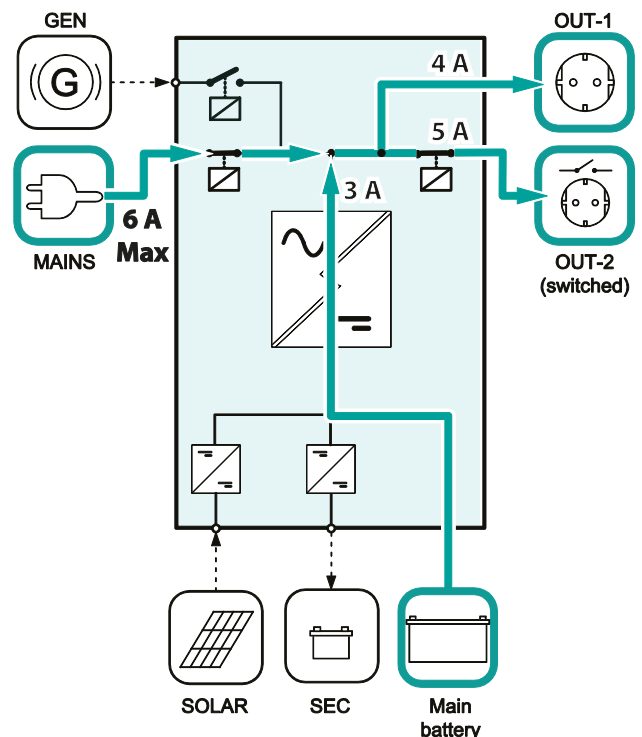 GEN
OUT-1
G
4 A
5 A
6 A
Max
3 A
MAINS
OUT-2
(switched)
SOLAR
SEC
Main
battery